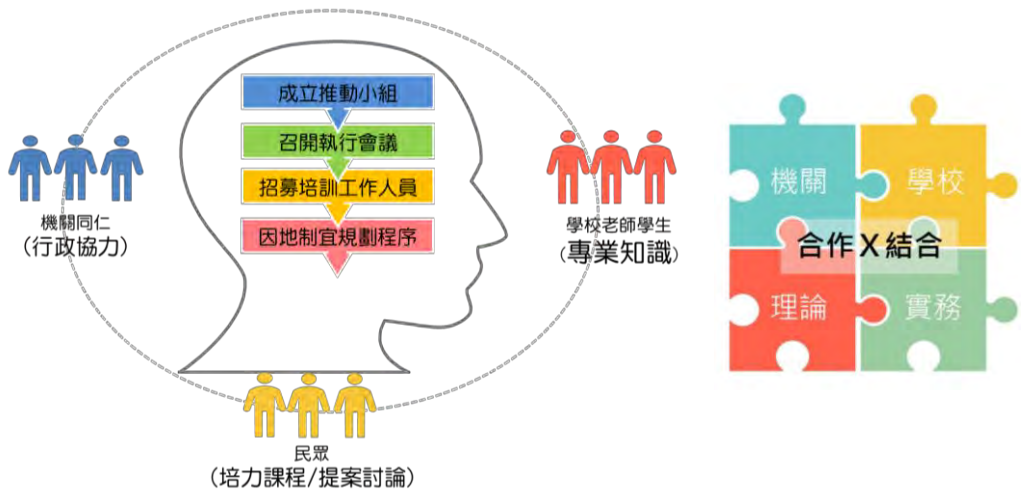 成立推動小組
召開執行會議
招募培訓工作人員
因地制宜規劃程序
機關同仁
(行政協力)
學校老師學生
(專業知識)
民眾
(培力課程/提案討論)
機關
學校
合作X結合
理論
實務